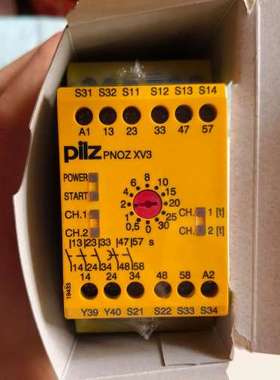 S31 S32 S11 S12 S13 S14
A1 13 23 33 47 57
pilz PNOZ XV3
POWER
START
CH.1
CH.2
8
6 10
4 15
2 20
1 25
0,5 30
0
CH. 1 [t]
CH. 2 [t]
|13|23|33 |47|57 s
14 24 34 48 58
14 24 34 48 58 A2
Y39 Y40 S21 S22 S33 S34